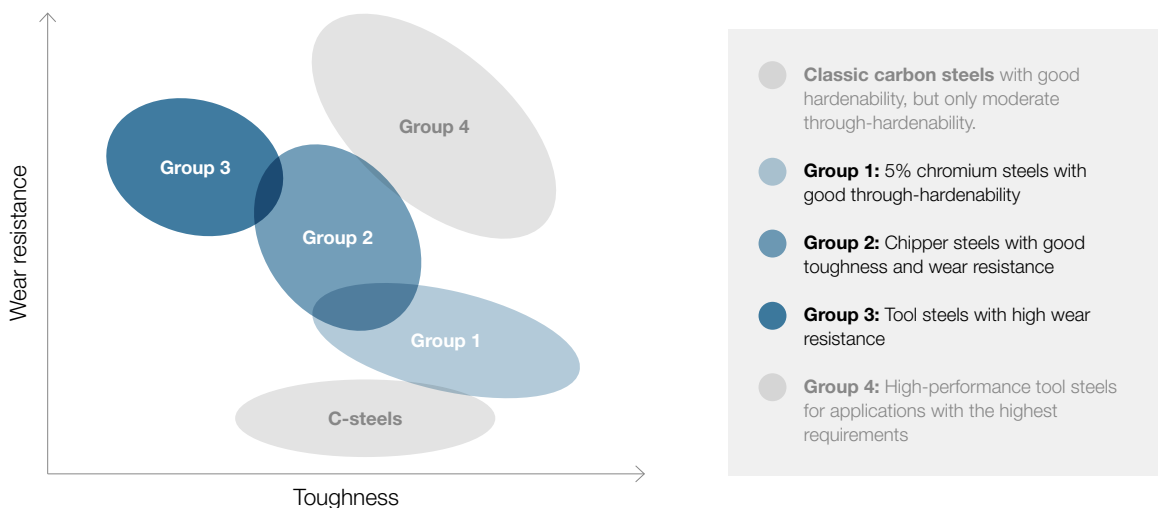 Wear resistance
Group 4
Group 3
Group 2
Group 1
C-steels
Toughness
Classic carbon steels with good
hardenability, but only moderate
through-hardenability.
Group 1: 5% chromium steels with
good through-hardenability
Group 2: Chipper steels with good
toughness and wear resistance
Group 3: Tool steels with high wear
resistance
Group 4: High-performance tool steels
for applications with the highest
requirements